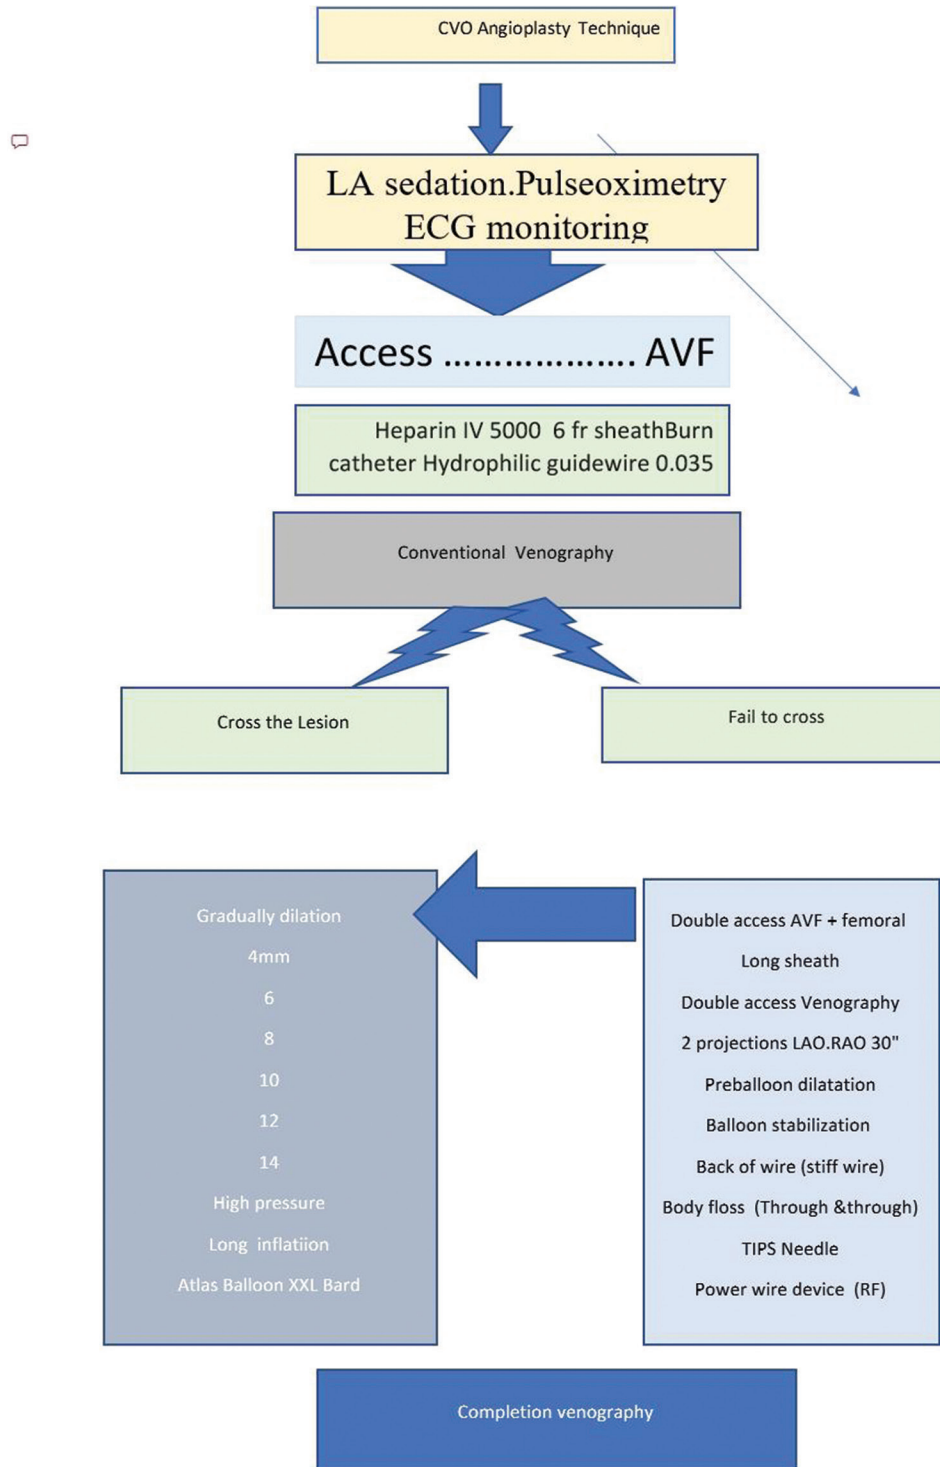 CVO Angioplasty Technique
LA sedation.Pulseoximetry
ECG monitoring
Access ................... AVF
Heparin IV 5000 6 fr sheathBurn
catheter Hydrophilic guidewire 0.035
Conventional Venography
Cross the Lesion
Fail to cross
Gradually dilation
4mm
6
8
10
12
14
High pressure
Long inflatiion
Atlas Balloon XXL Bard
Double access AVF + femoral
Long sheath
Double access Venography
2 projections LAO.RAO 30"
Preballoon dilatation
Balloon stabilization
Back of wire (stiff wire)
Body floss (Through &through)
TIPS Needle
Power wire device (RF)
Completion venography